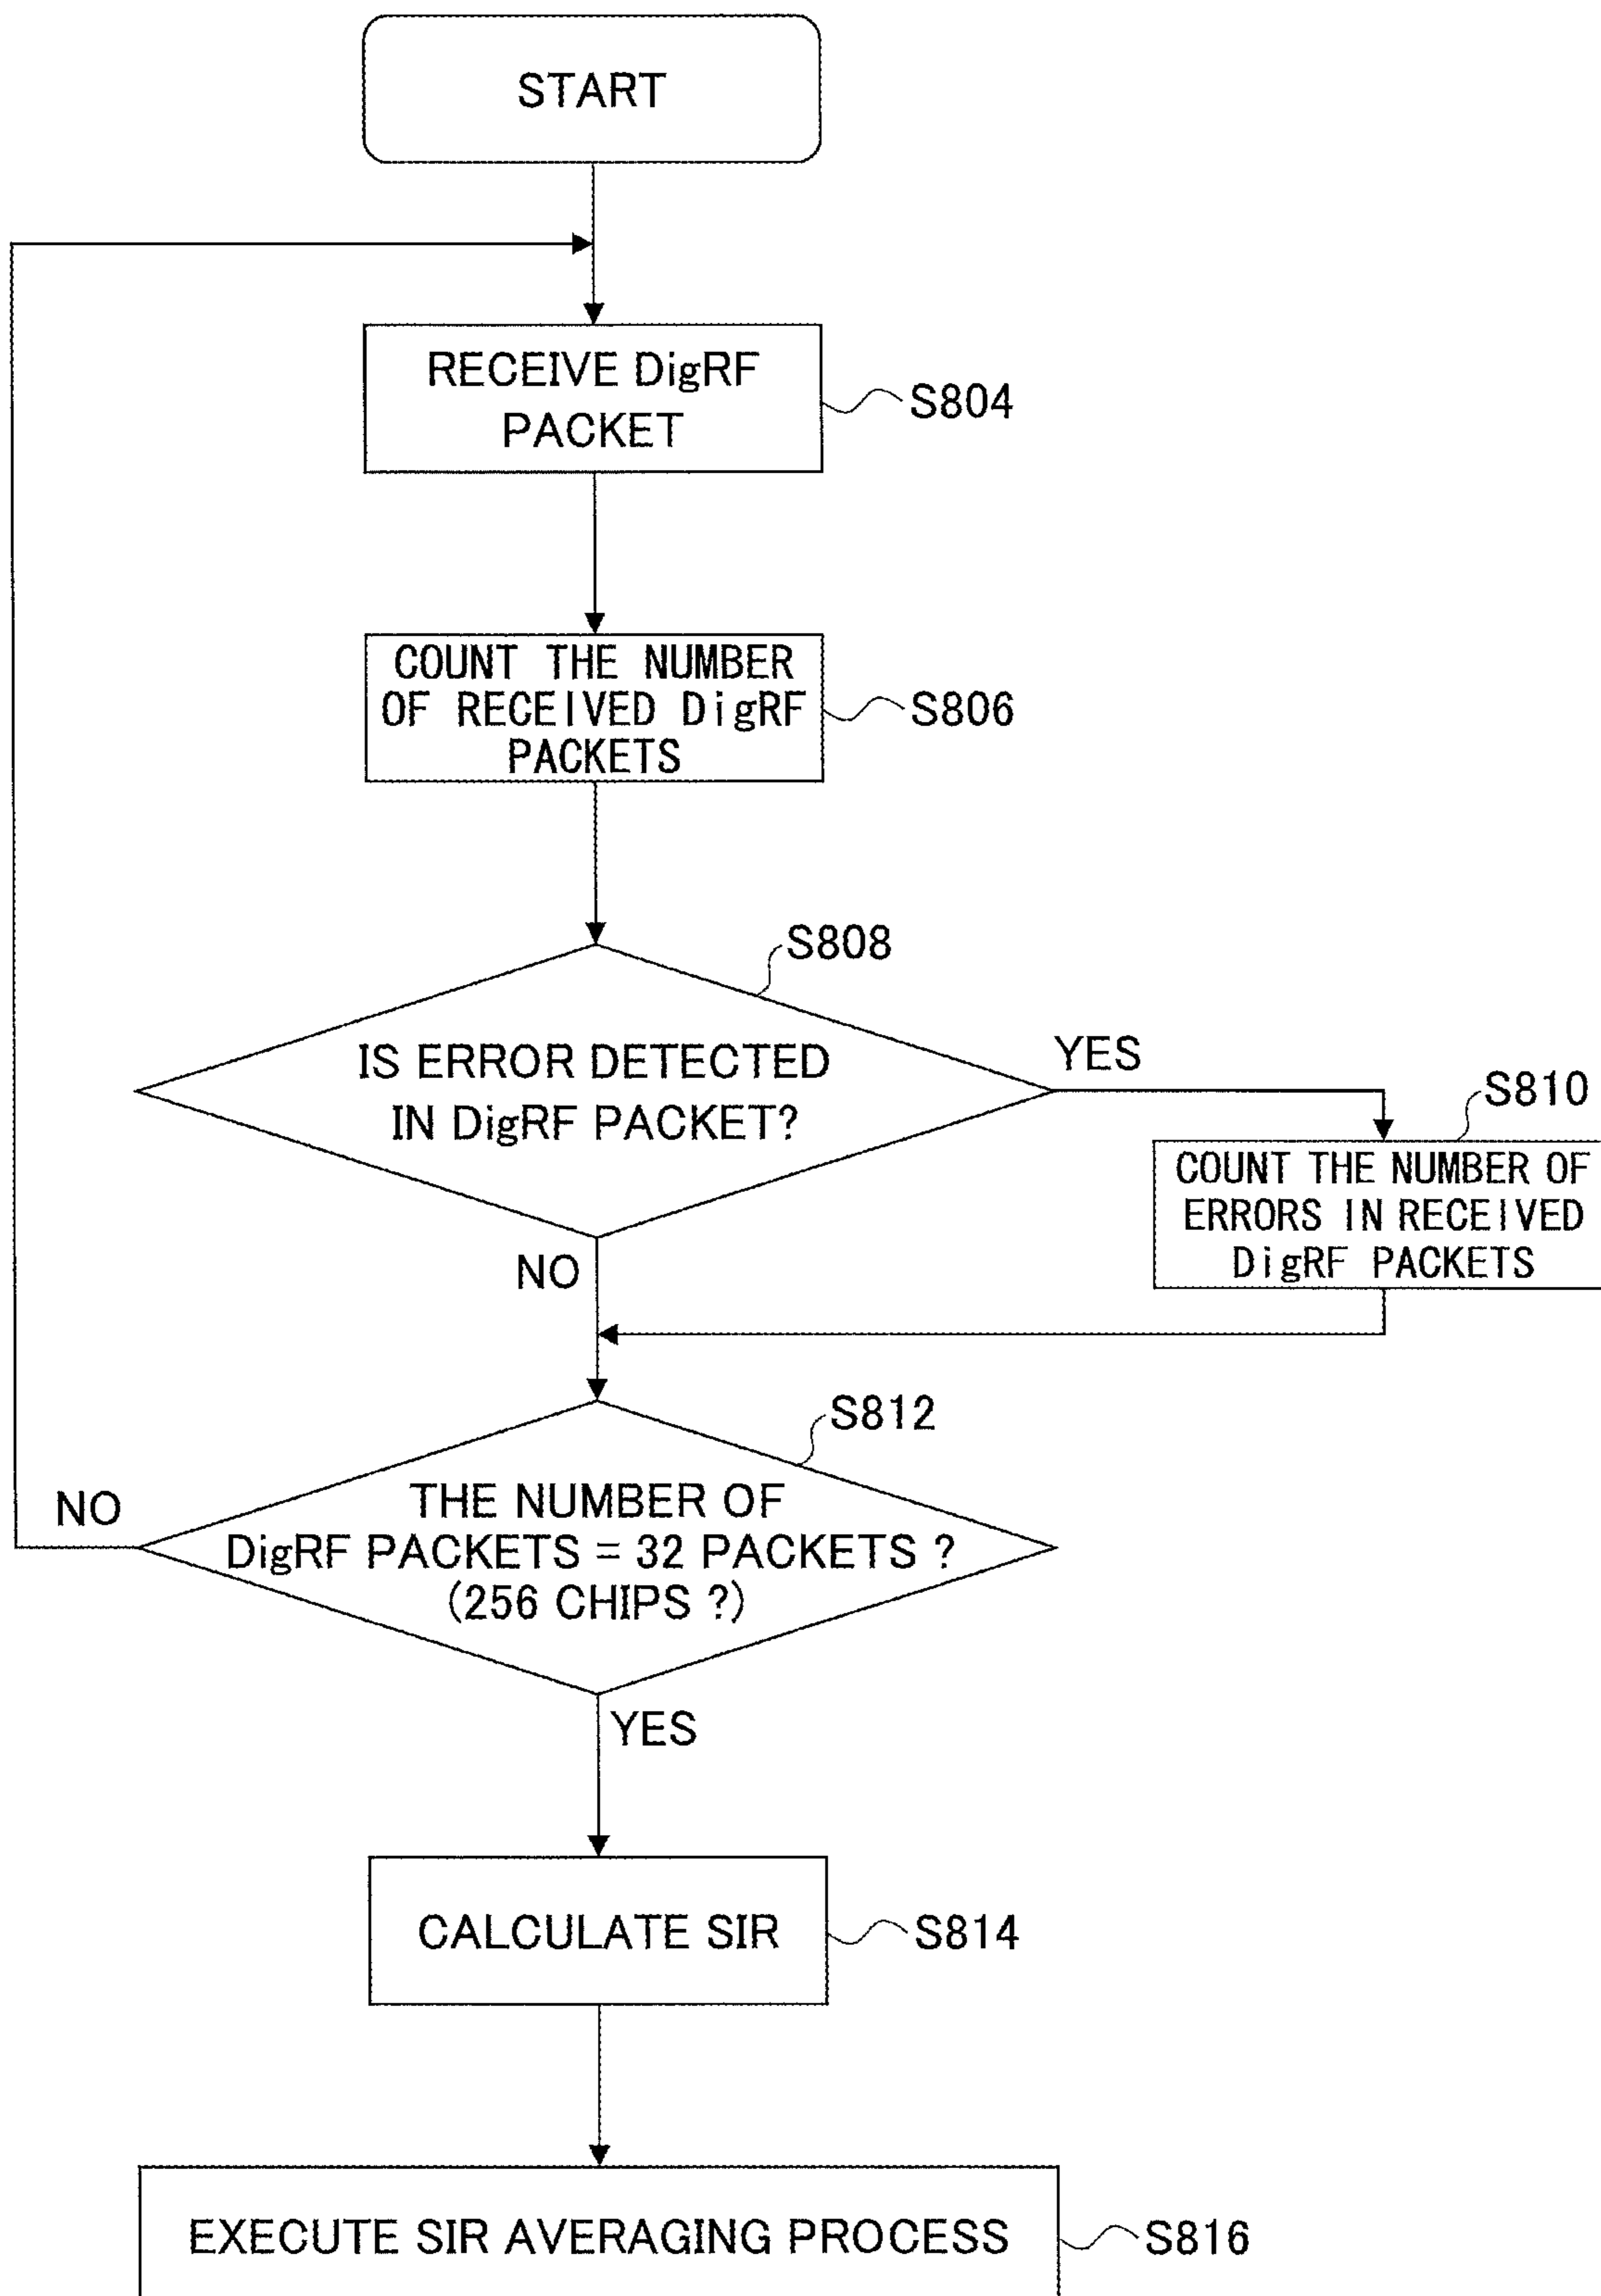 START
RECEIVE DigRF
PACKET
S804
COUNT THE NUMBER
OF RECEIVED DigRF
PACKETS
S806
S808
IS ERROR DETECTED
IN DigRF PACKET?
YES
S810
COUNT THE NUMBER OF
ERRORS IN RECEIVED
DigRF PACKETS
NO
S812
THE NUMBER OF
DigRF PACKETS = 32 PACKETS ?
(256 CHIPS ?)
NO
YES
CALCULATE SIR
S814
EXECUTE SIR AVERAGING PROCESS
S816